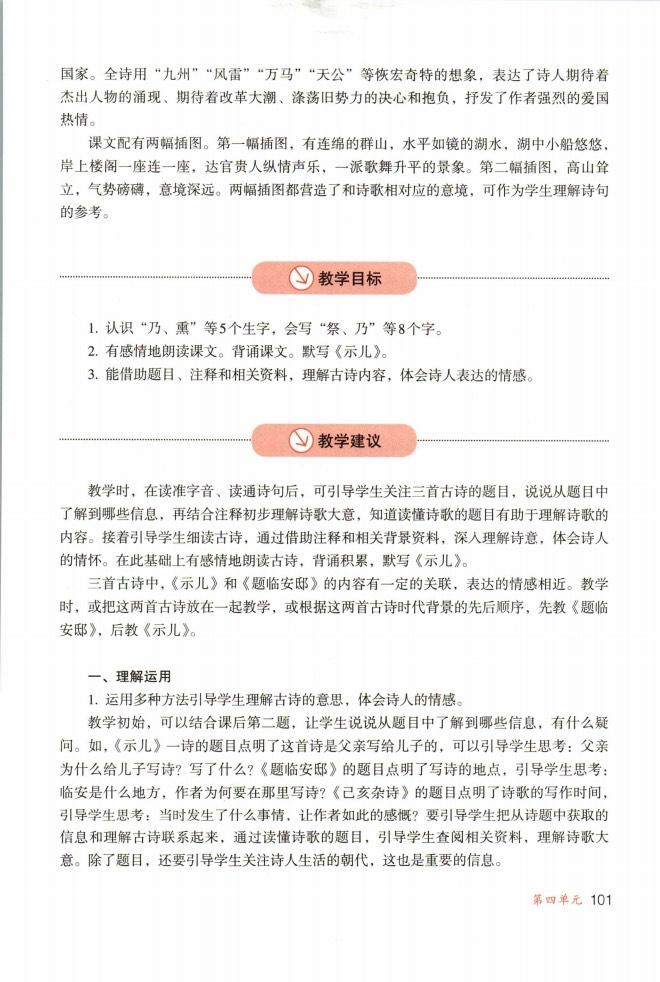 国家。全诗用“九州”“风雷”“万马”“天公”等恢宏奇特的想象，表达了诗人期待着
杰出人物的涌现、期待着改革大潮、涤荡旧势力的决心和抱负，抒发了作者强烈的爱国
热情。
课文配有两幅插图。第一幅插图，有连绵的群山，水平如镜的湖水，湖中小船悠悠，
岸上楼阁一座连一座，达官贵人纵情声乐，一派歌舞升平的景象。第二幅插图，高山耸
立，气势磅礴，意境深远。两幅插图都营造了和诗歌相对应的意境，可作为学生理解诗句
的参考。
教学目标
1. 认识“乃、熏”等5个生字，会写“祭、乃”等8个字。
2. 有感情地朗读课文。背诵课文。默写《示儿》。
3. 能借助题目、注释和相关资料，理解古诗内容，体会诗人表达的情感。
教学建议
教学时，在读准字音、读通诗句后，可引导学生关注三首古诗的题目，说说从题目中
了解到哪些信息，再结合注释初步理解诗歌大意，知道读懂诗歌的题目有助于理解诗歌的
内容。接着引导学生细读古诗，通过借助注释和相关背景资料，深入理解诗意，体会诗人
的情怀。在此基础上有感情地朗读古诗，背诵积累，默写《示儿》。
三首古诗中，《示儿》和《题临安邸》的内容有一定的关联，表达的情感相近。教学
时，或把这两首古诗放在一起教学，或根据这两首古诗时代背景的先后顺序，先教《题临
安邸》，后教《示儿》。
一、理解运用
1. 运用多种方法引导学生理解古诗的意思，体会诗人的情感。
教学初始，可以结合课后第二题，让学生说说从题目中了解到哪些信息，有什么疑
问。如，《示儿》一诗的题目点明了这首诗是父亲写给儿子的，可以引导学生思考：父亲
为什么给儿子写诗？写了什么？《题临安邸》的题目点明了写诗的地点，引导学生思考：
临安是什么地方，作者为何要在那里写诗？《己亥杂诗》的题目点明了诗歌的写作时间，
引导学生思考：当时发生了什么事情，让作者如此的感慨？要引导学生把从诗题中获取的
信息和理解古诗联系起来，通过读懂诗歌的题目，引导学生查阅相关资料，理解诗歌大
意。除了题目，还要引导学生关注诗人生活的朝代，这也是重要的信息。
第四单元 101